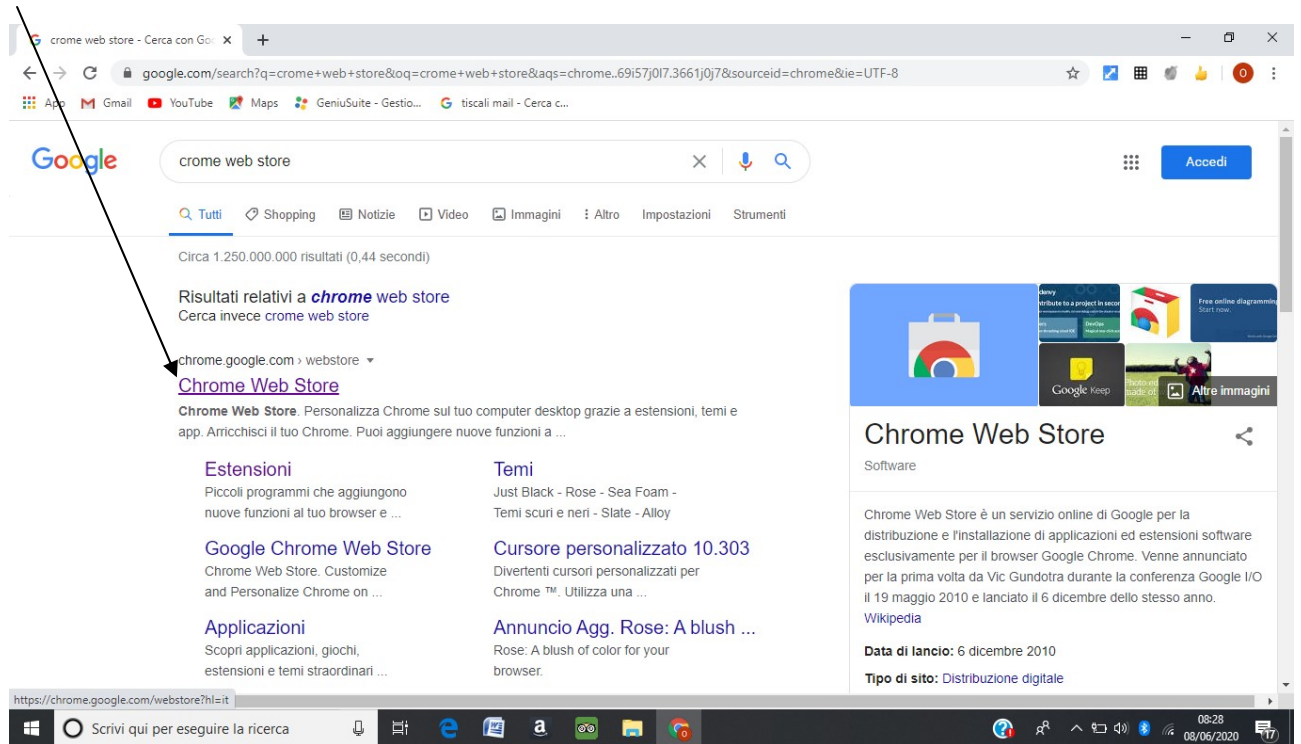 crome web store - Cerca con Goo
google.com/search?q=crome+web+store&oq=crome+web+store&aqs=chrome..69i57j0l7.3661j0j7&sourceid=chrome&ie=UTF-8
O
App Gmail YouTube Maps GeniuSuite - Gestio... tiscali mail - Cerca c...
Google crome web store Accedi
Tutti Shopping Notizie Video Immagini Altro Impostazioni Strumenti
Circa 1.250.000.000 risultati (0,44 secondi)
Risultati relativi a chrome web store
Cerca invece crome web store
chrome.google.com › webstore
Chrome Web Store
Chrome Web Store. Personalizza Chrome sul tuo computer desktop grazie a estensioni, temi e
app. Arricchisci il tuo Chrome. Puoi aggiungere nuove funzioni a ...
Estensioni
Piccoli programmi che aggiungono
nuove funzioni al tuo browser e ...
Temi
Just Black - Rose - Sea Foam -
Temi scuri e neri - Slate - Alloy
Google Chrome Web Store
Chrome Web Store. Customize
and Personalize Chrome on ...
Cursore personalizzato 10.303
Divertenti cursori personalizzati per
Chrome ™. Utilizza una ...
Applicazioni
Scopri applicazioni, giochi,
estensioni e temi straordinari ...
Annuncio Agg. Rose: A blush ...
Rose: A blush of color for your
browser.
Free online diagramming
Start now.
DevOps
Google Keep
Altre immagini
Chrome Web Store
Software
Chrome Web Store è un servizio online di Google per la
distribuzione e l'installazione di applicazioni ed estensioni software
esclusivamente per il browser Google Chrome. Venne annunciato
per la prima volta da Vic Gundotra durante la conferenza Google I/O
il 19 maggio 2010 e lanciato il 6 dicembre dello stesso anno.
Wikipedia
Data di lancio: 6 dicembre 2010
Tipo di sito: Distribuzione digitale
https://chrome.google.com/webstore?hl=it
Scrivi qui per eseguire la ricerca
08:28
08/06/2020
17